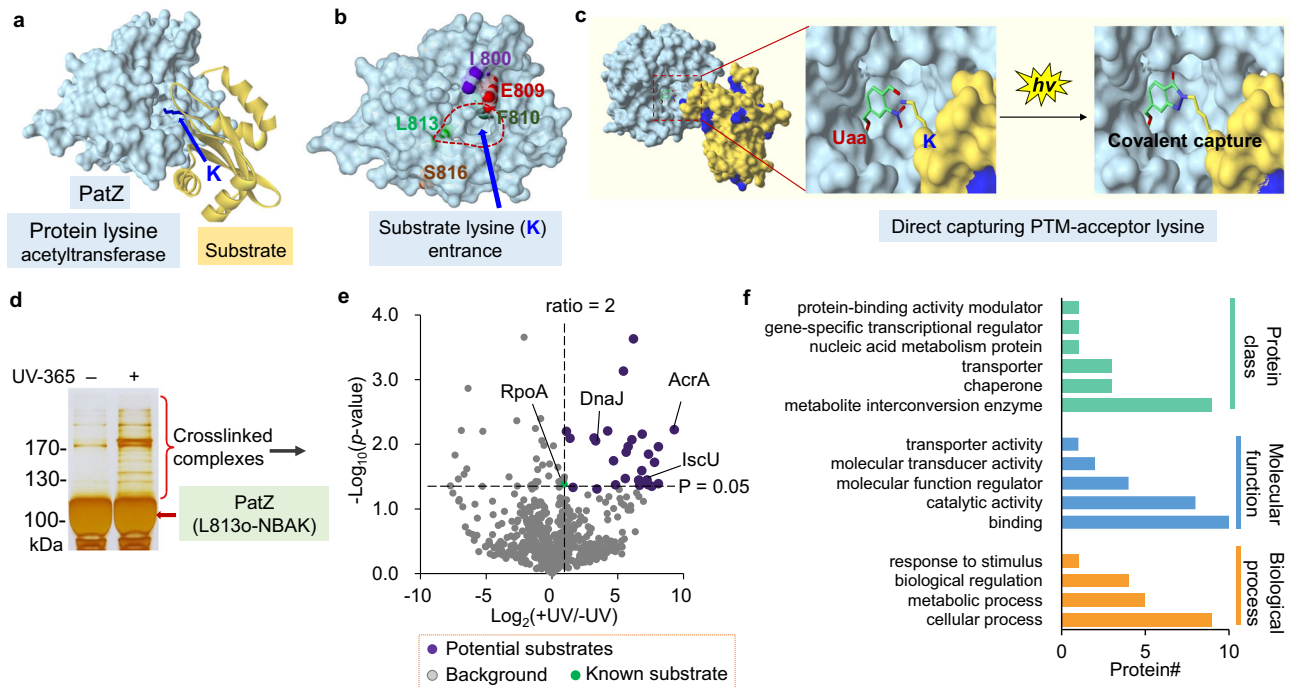 a
K
PatZ
Protein lysine
acetyltransferase
Substrate
b
I 800
E809
F810
L813
S816
Substrate lysine (K)
entrance
c
Uaa
K
hv
Covalent capture
Direct capturing PTM-acceptor lysine
d
UV-365 – +
170-
130-
100-
kDa
Crosslinked
complexes
PatZ
(L813o-NBAK)
e
ratio = 2
4.0
3.0
2.0
1.0
0.0
-Log10(p-value)
RpoA
DnaJ
AcrA
IscU
P = 0.05
-10 -5 0 5 10
Log2(+UV/-UV)
Potential substrates
Background
Known substrate
f
protein-binding activity modulator
gene-specific transcriptional regulator
nucleic acid metabolism protein
transporter
chaperone
metabolite interconversion enzyme
Protein
class
transporter activity
molecular transducer activity
molecular function regulator
catalytic activity
binding
Molecular
function
response to stimulus
biological regulation
metabolic process
cellular process
Biological
process
0 5 10
Protein#